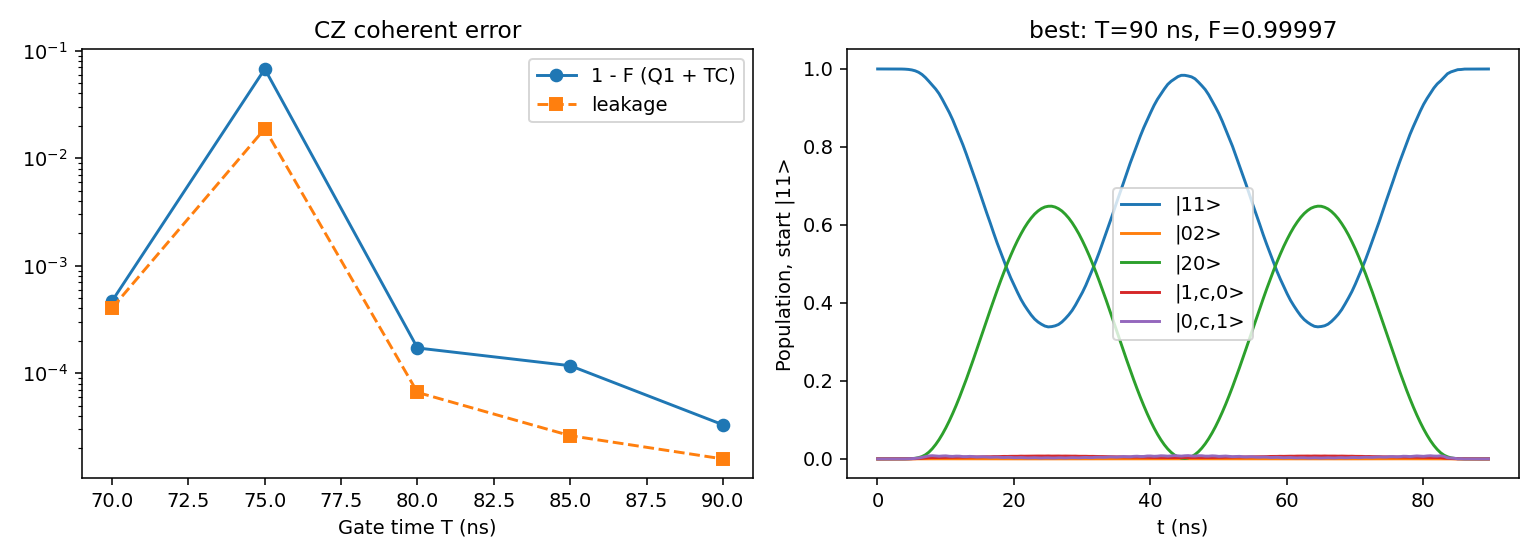 CZ coherent error
10⁻¹
10⁻²
10⁻³
10⁻⁴
1 - F (Q1 + TC)
leakage
70.0 72.5 75.0 77.5 80.0 82.5 85.0 87.5 90.0
Gate time T (ns)
best: T=90 ns, F=0.99997
Population, start |11>
1.0
0.8
0.6
0.4
0.2
0.0
|11>
|02>
|20>
|1,c,0>
|0,c,1>
0 20 40 60 80
t (ns)